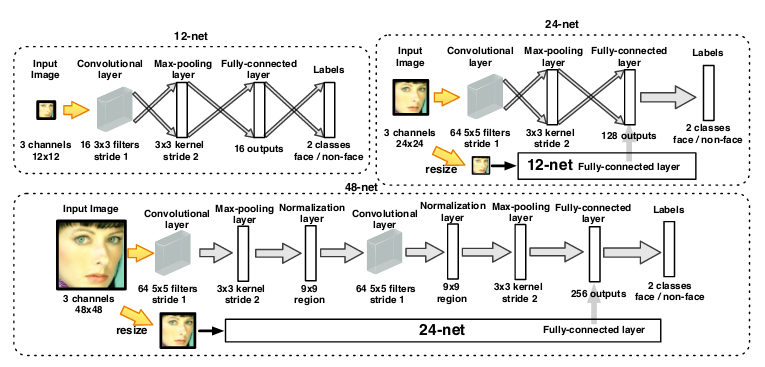 12-net
Input Image
Convolutional layer
Max-pooling layer
Fully-connected layer
Labels
3 channels 12x12
16 3x3 filters stride 1
3x3 kernel stride 2
16 outputs
2 classes face / non-face
24-net
Input Image
Convolutional layer
Max-pooling layer
Fully-connected layer
Labels
3 channels 24x24
64 5x5 filters stride 1
3x3 kernel stride 2
128 outputs
2 classes face / non-face
resize
12-net Fully-connected layer
48-net
Input Image
Convolutional layer
Max-pooling layer
Normalization layer
Convolutional layer
Normalization layer
Max-pooling layer
Fully-connected layer
Labels
3 channels 48x48
64 5x5 filters stride 1
3x3 kernel stride 2
9x9 region
64 5x5 filters stride 1
9x9 region
3x3 kernel stride 2
256 outputs
2 classes face / non-face
resize
24-net Fully-connected layer